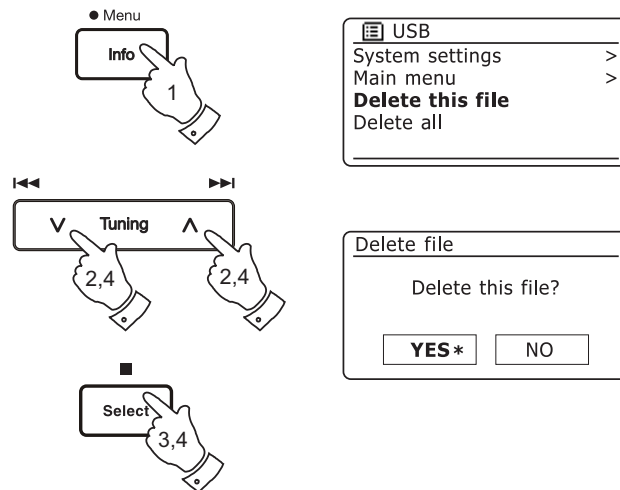 ● Menu
Info
1
Tuning
2,4
2,4
Select
3,4
USB
System settings >
Main menu >
Delete this file
Delete all
Delete file
Delete this file?
YES*
NO